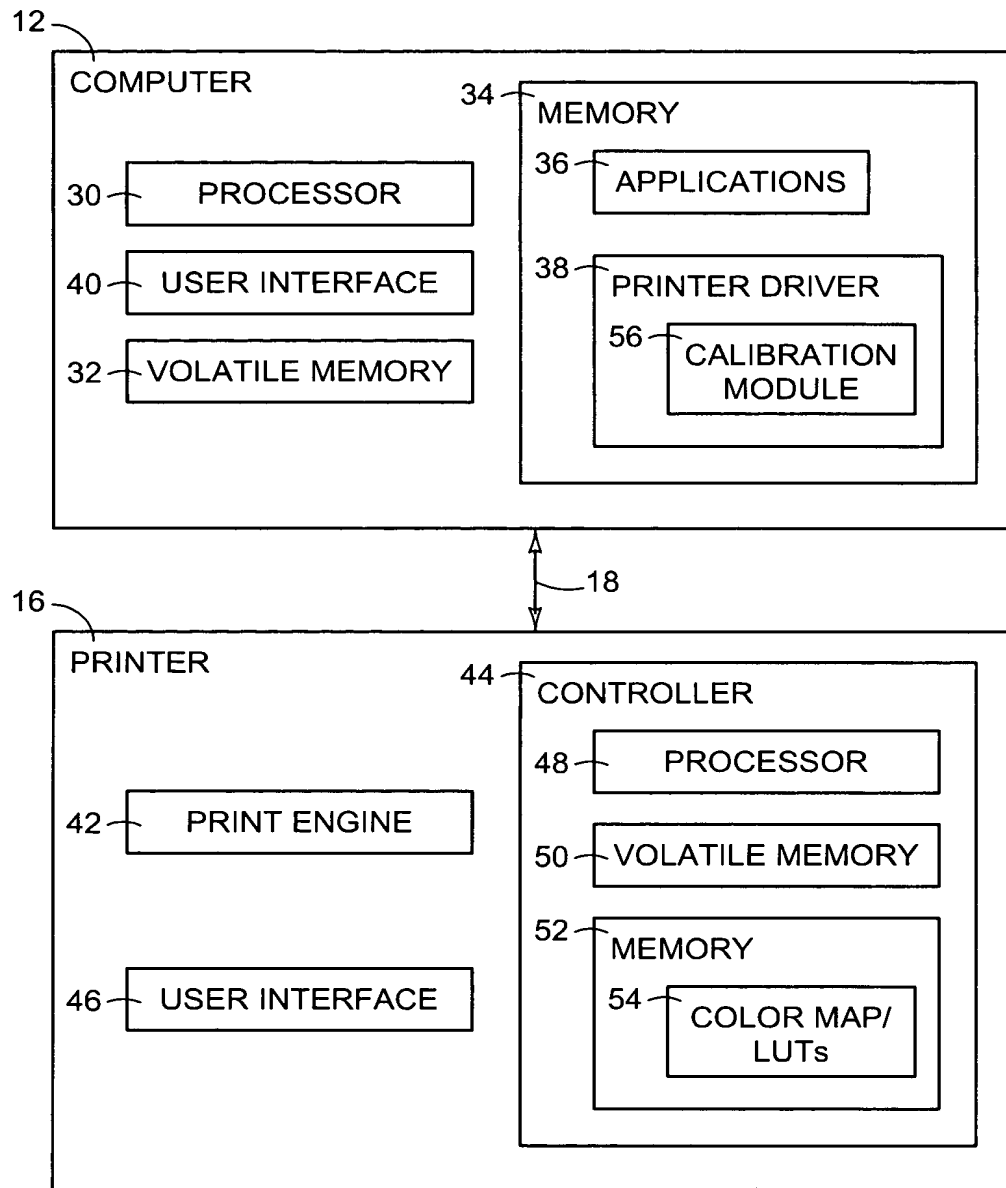 12
COMPUTER
34
MEMORY
36
APPLICATIONS
30
PROCESSOR
40
USER INTERFACE
38
PRINTER DRIVER
56
CALIBRATION
MODULE
32
VOLATILE MEMORY
18
16
PRINTER
44
CONTROLLER
48
PROCESSOR
42
PRINT ENGINE
50
VOLATILE MEMORY
52
MEMORY
46
USER INTERFACE
54
COLOR MAP/
LUTs